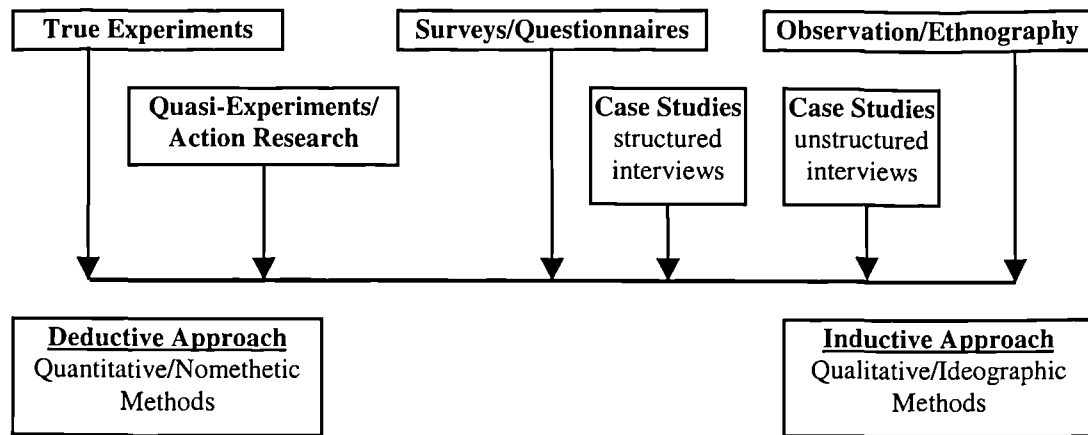 True Experiments
Surveys/Questionnaires
Observation/Ethnography
Quasi-Experiments/
Action Research
Case Studies
structured
interviews
Case Studies
unstructured
interviews
Deductive Approach
Quantitative/Nomethetic
Methods
Inductive Approach
Qualitative/Ideographic
Methods